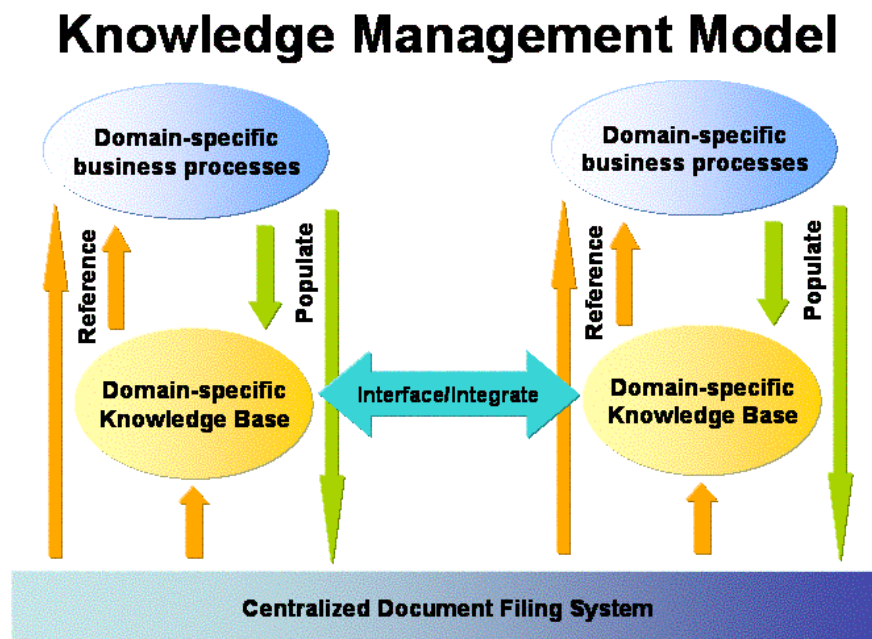 Knowledge Management Model
Domain-specific
business processes
Domain-specific
business processes
Reference
Populate
Reference
Populate
Domain-specific
Knowledge Base
Interface/Integrate
Domain-specific
Knowledge Base
Centralized Document Filing System